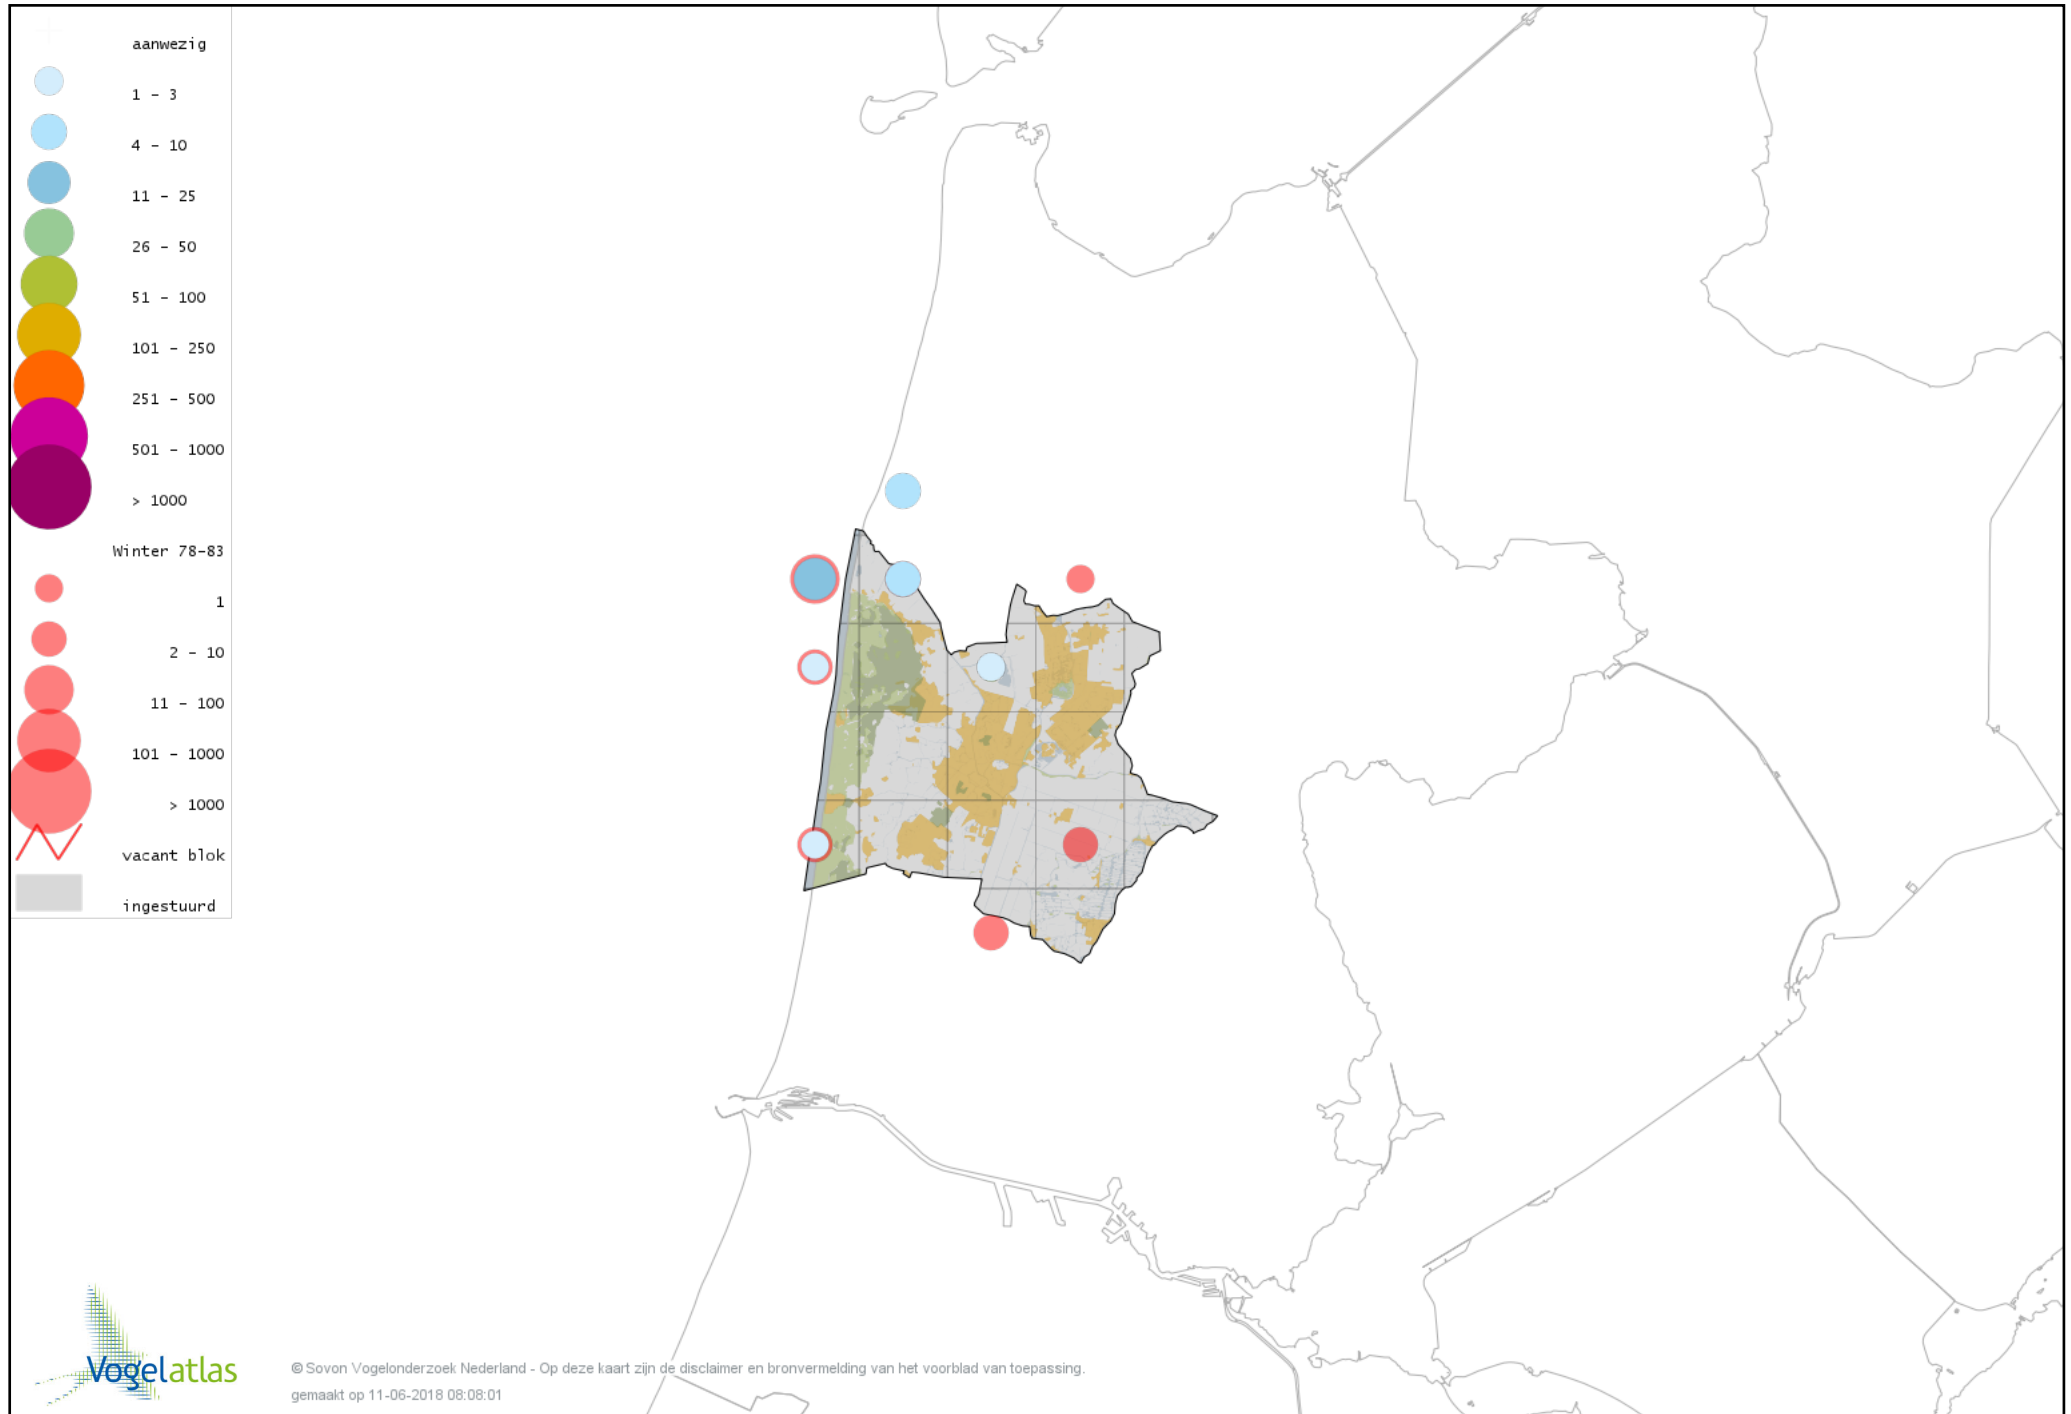 aanwezig
1 - 3
4 - 10
11 - 25
26 - 50
51 - 100
101 - 250
251 - 500
501 - 1000
> 1000
Winter 78-83
1
2 - 10
11 - 100
101 - 1000
> 1000
vacant blok
ingestuurd
Vogelatlas
© Sovon Vogelonderzoek Nederland - Op deze kaart zijn de disclaimer en bronvermelding van het voorblad van toepassing.
gemaakt op 11-06-2018 08:08:01